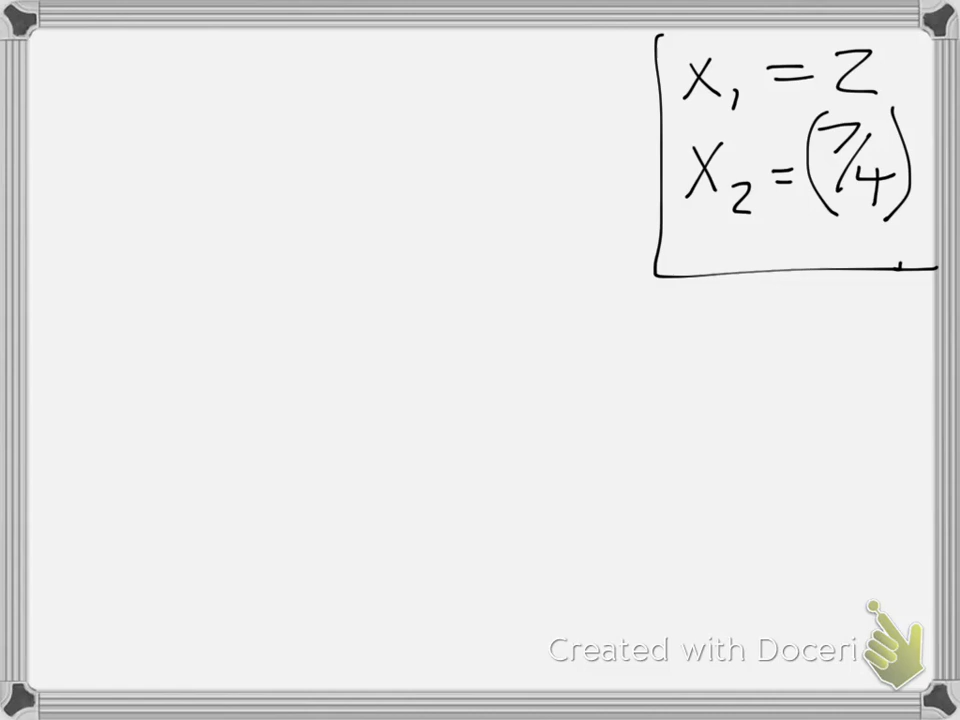 x₁ = 2
x₂ = (7/4)
Created with Doceri